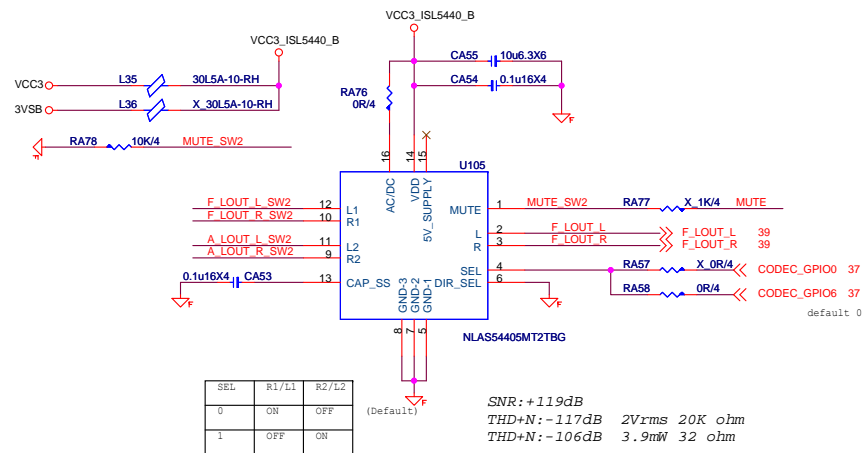 VCC3_ISL5440_B
VCC3_ISL5440_B
CA55 10u6.3X6
VCC3 L35 30L5A-10-RH
CA54 0.1u16X4
RA76
0R/4
3VSB L36 X_30L5A-10-RH
F
RA78 10K/4 MUTE_SW2
F
16 14 15
U105
AC/DC VDD 5V_SUPPLY
F_LOUT_L_SW2 12 L1
MUTE 1 MUTE_SW2 RA77 X_1K/4 MUTE
F_LOUT_R_SW2 10 R1
L 2 F_LOUT_L F_LOUT_L 39
A_LOUT_L_SW2 11 L2
R 3 F_LOUT_R F_LOUT_R 39
A_LOUT_R_SW2 9 R2
SEL 4 RA57 X_0R/4 CODEC_GPIO0 37
0.1u16X4 CA53 13 CAP_SS
DIR_SEL 6
RA58 0R/4 CODEC_GPIO6 37
F
F
GND-3 GND-2 GND-1
default 0
8 7 5
NLAS54405MT2TBG
F
SEL R1/L1 R2/L2
0 ON OFF (Default)
1 OFF ON
SNR:+119dB
THD+N:-117dB 2Vrms 20K ohm
THD+N:-106dB 3.9mW 32 ohm